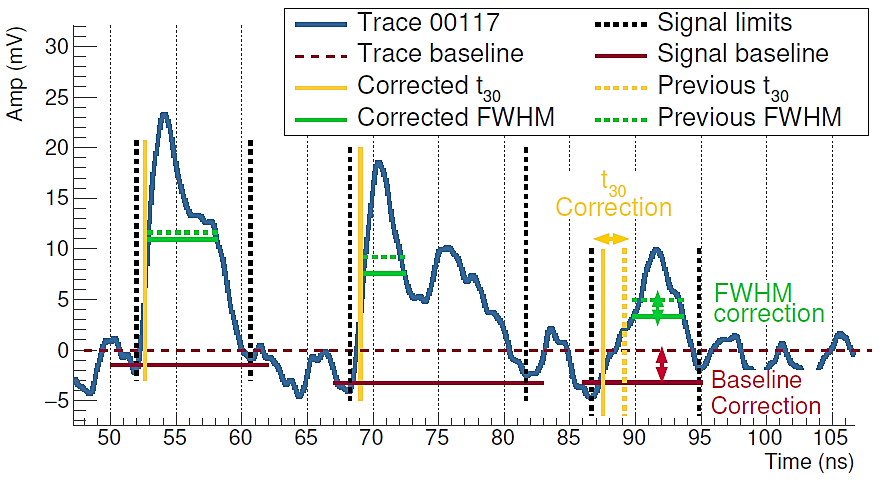 Amp (mV)
30
25
20
15
10
5
0
−5
Trace 00117
Trace baseline
Corrected t30
Corrected FWHM
Signal limits
Signal baseline
Previous t30
Previous FWHM
t30
Correction
FWHM
correction
Baseline
Correction
50 55 60 65 70 75 80 85 90 95 100 105
Time (ns)